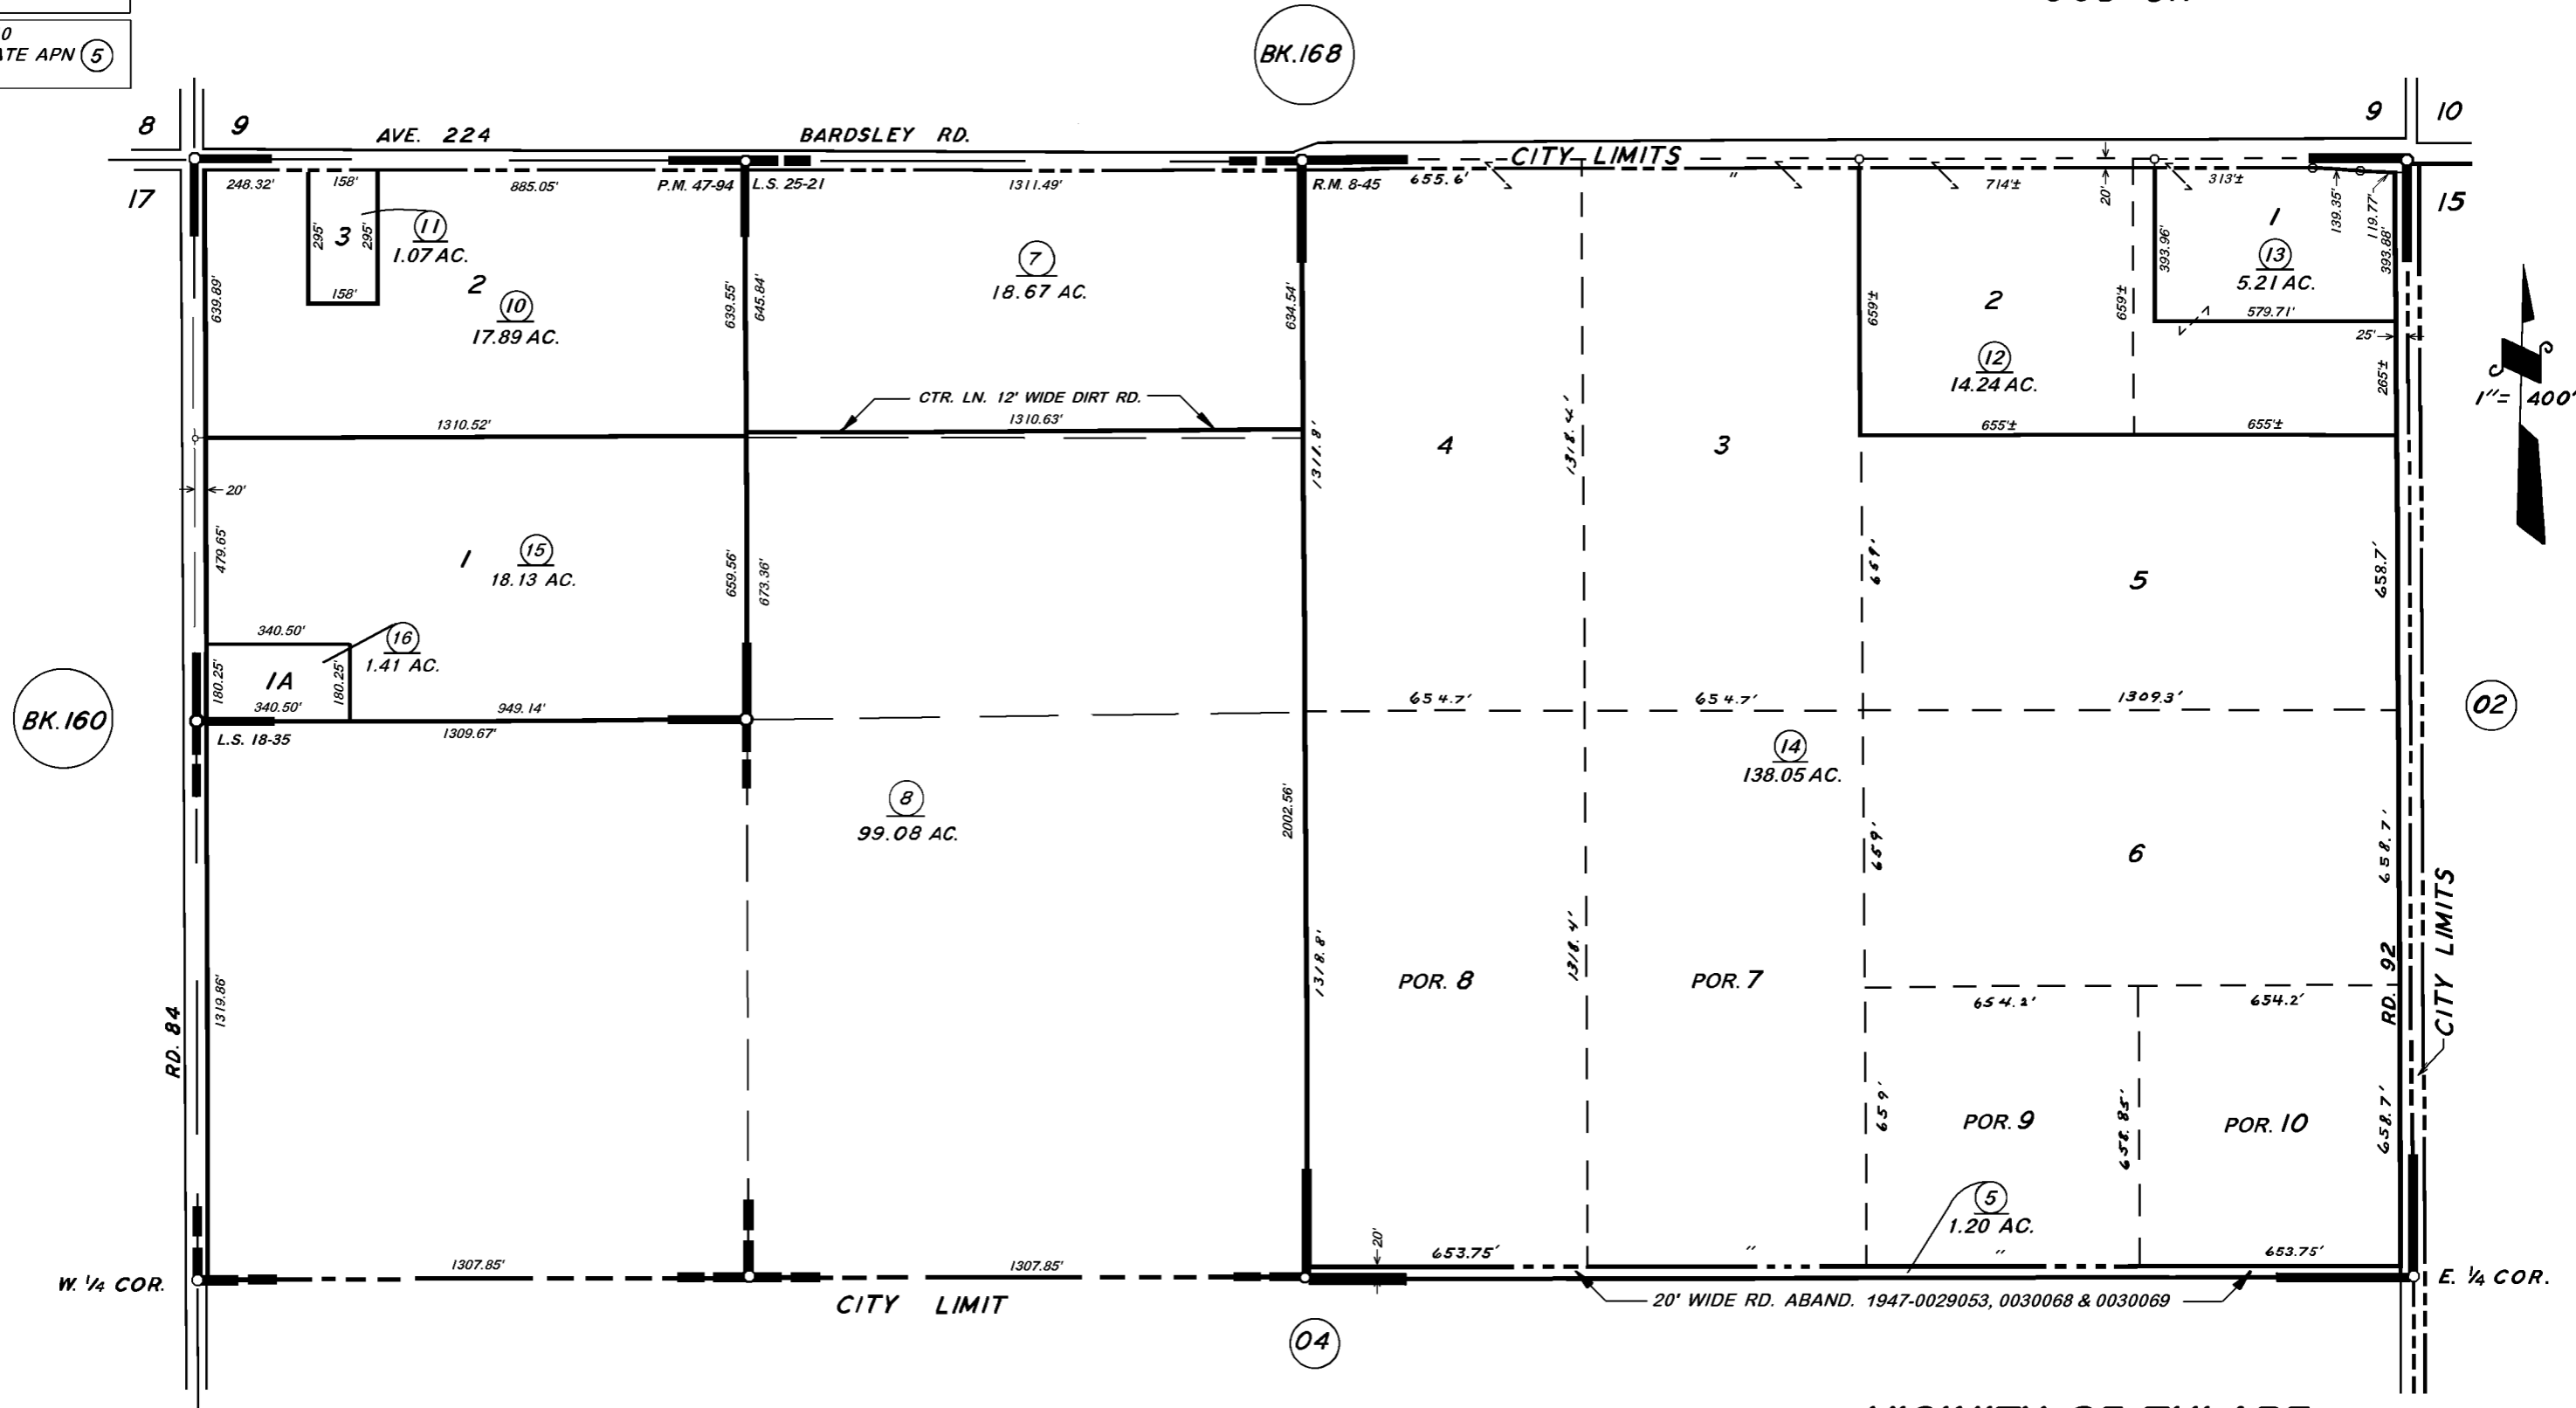 ATE APN 5
BK.168
8 9
AVE. 224
BARDSLEY RD.
CITY LIMITS
9 10
17
15
248.32'
158'
885.05'
P.M. 47-94
L.S. 25-21
1311.49'
R.M. 8-45
655.6'
"
714'±
20'
313'±
139.35'
119.77'
295'
3
295'
11
1.07 AC.
158'
639.89'
2
10
17.89 AC.
639.55'
645.84'
7
18.67 AC.
634.54'
659'±
2
12
14.24 AC.
659'±
393.96'
1
13
5.21 AC.
393.88'
579.71'
25'
265'±
1"= 400'
CTR. LN. 12' WIDE DIRT RD.
1310.52'
1310.63'
655'±
655'±
1311.8'
4
1318.4'
3
20'
479.65'
1
15
18.13 AC.
659.56'
673.36'
659'
5
658.7'
340.50'
16
1.41 AC.
180.25'
1A
180.25'
340.50'
949.14'
BK.160
L.S. 18-35
1309.67'
654.7'
654.7'
1309.3'
02
14
138.05 AC.
8
99.08 AC.
2002.56'
659'
6
658.7'
CITY LIMITS
RD. 84
1319.86'
1318.8'
POR. 8
1318.4'
POR. 7
654.2'
654.2'
RD. 92
659'
POR. 9
658.85'
POR. 10
658.7'
5
1.20 AC.
20'
653.75'
"
"
653.75'
W. 1/4 COR.
1307.85'
1307.85'
E. 1/4 COR.
CITY LIMIT
20' WIDE RD. ABAND. 1947-0029053, 0030068 & 0030069
04